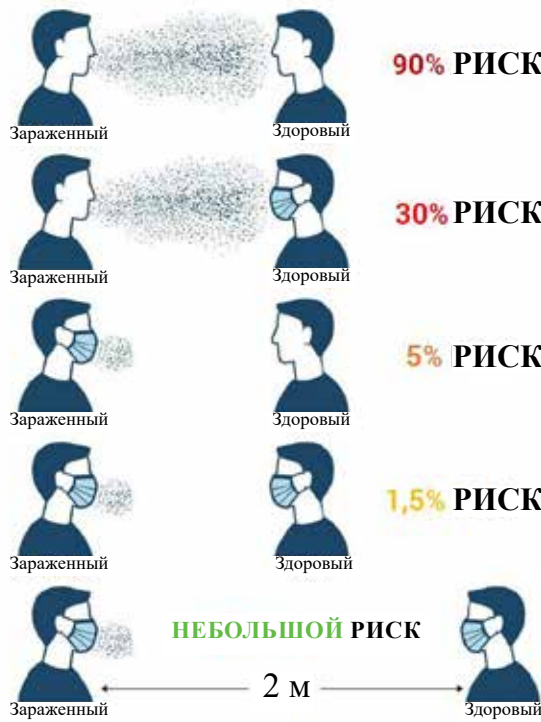 90% РИСК
Зараженный Здоровый
30% РИСК
Зараженный Здоровый
5% РИСК
Зараженный Здоровый
1,5% РИСК
Зараженный Здоровый
НЕБОЛЬШОЙ РИСК
2 м
Зараженный Здоровый